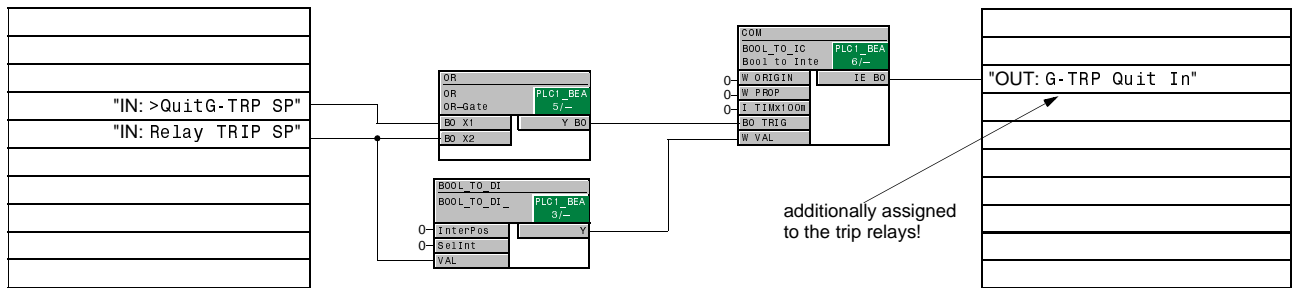 "IN: >QuitG-TRP SP"
"IN: Relay TRIP SP"
OR
OR PLC1_BEA
OR–Gate 5/–
BO X1 Y BO
BO X2
BOOL_TO_DI
BOOL_TO_DI_ PLC1_BEA
3/–
0 InterPos Y
0 SelInt
VAL
COM
BOOL_TO_IC PLC1_BEA
Bool to Inte 6/–
0 W ORIGIN IE BO
0 W PROP
0 I TIMx100m
BO TRIG
W VAL
"OUT: G-TRP Quit In"
additionally assigned
to the trip relays!